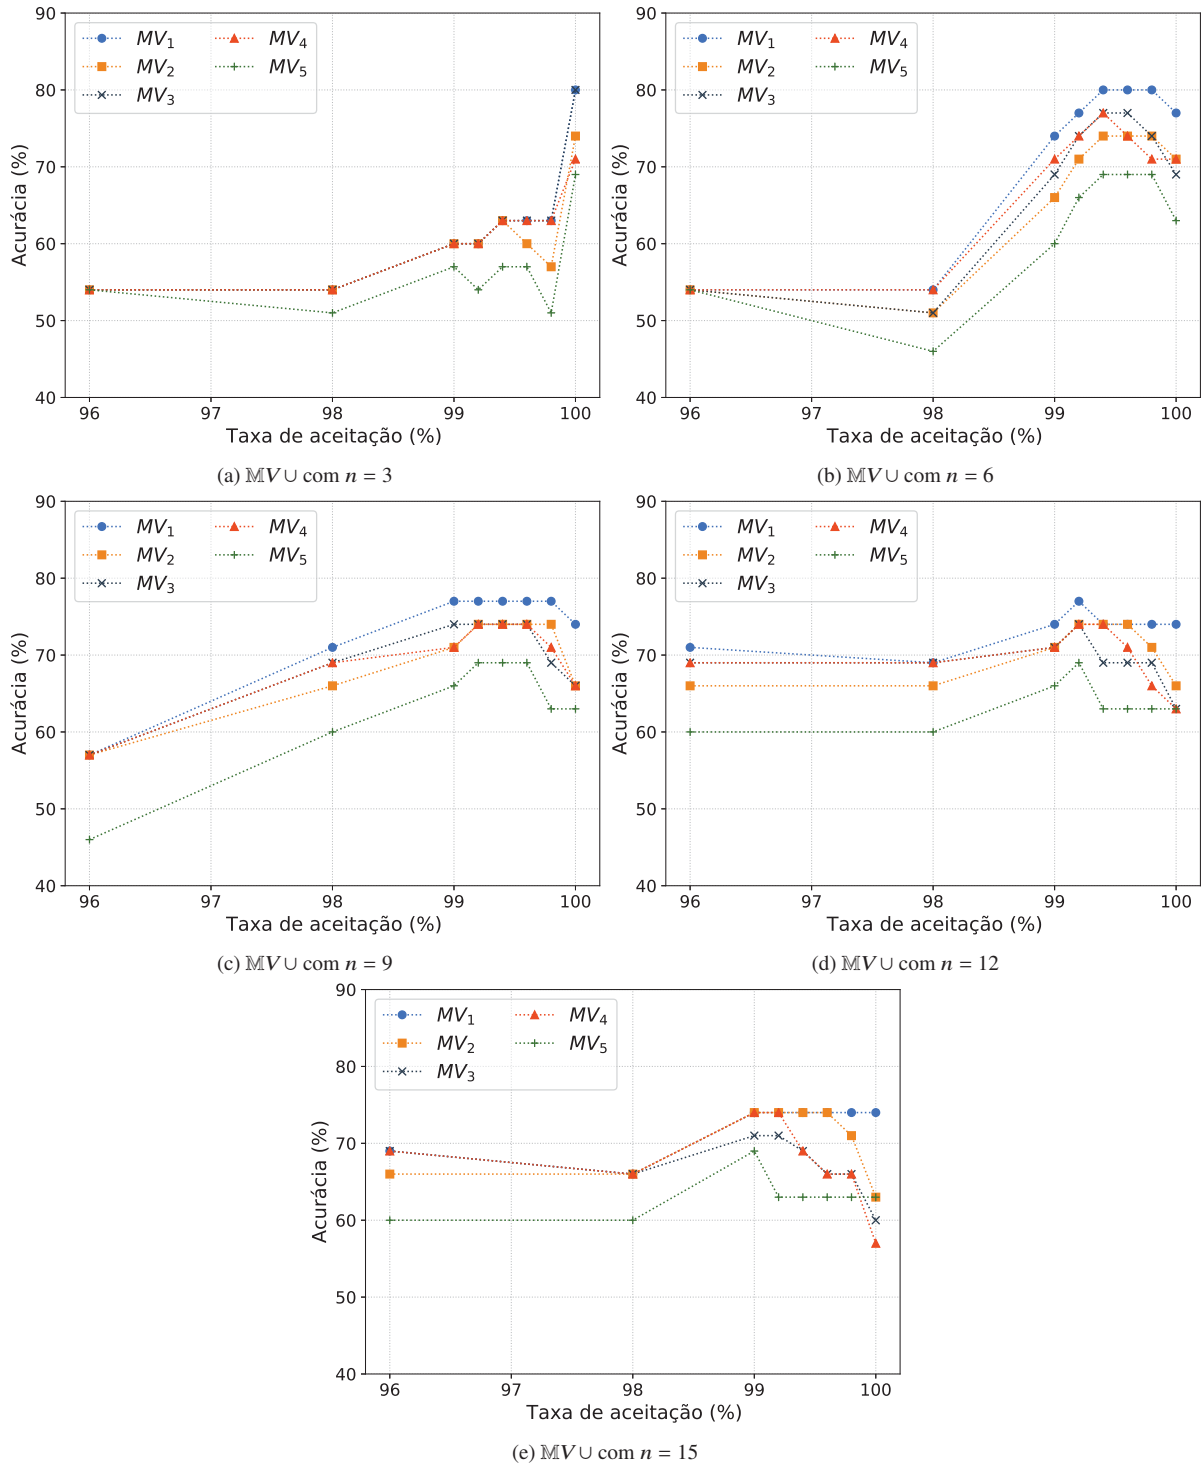 90
80
70
60
50
40
Acurácia (%)
MV1
MV2
MV3
MV4
MV5
96 97 98 99 100
Taxa de aceitação (%)
(a) 𝕄V ∪ com n = 3
90
80
70
60
50
40
Acurácia (%)
MV1
MV2
MV3
MV4
MV5
96 97 98 99 100
Taxa de aceitação (%)
(b) 𝕄V ∪ com n = 6
90
80
70
60
50
40
Acurácia (%)
MV1
MV2
MV3
MV4
MV5
96 97 98 99 100
Taxa de aceitação (%)
(c) 𝕄V ∪ com n = 9
90
80
70
60
50
40
Acurácia (%)
MV1
MV2
MV3
MV4
MV5
96 97 98 99 100
Taxa de aceitação (%)
(d) 𝕄V ∪ com n = 12
90
80
70
60
50
40
Acurácia (%)
MV1
MV2
MV3
MV4
MV5
96 97 98 99 100
Taxa de aceitação (%)
(e) 𝕄V ∪ com n = 15